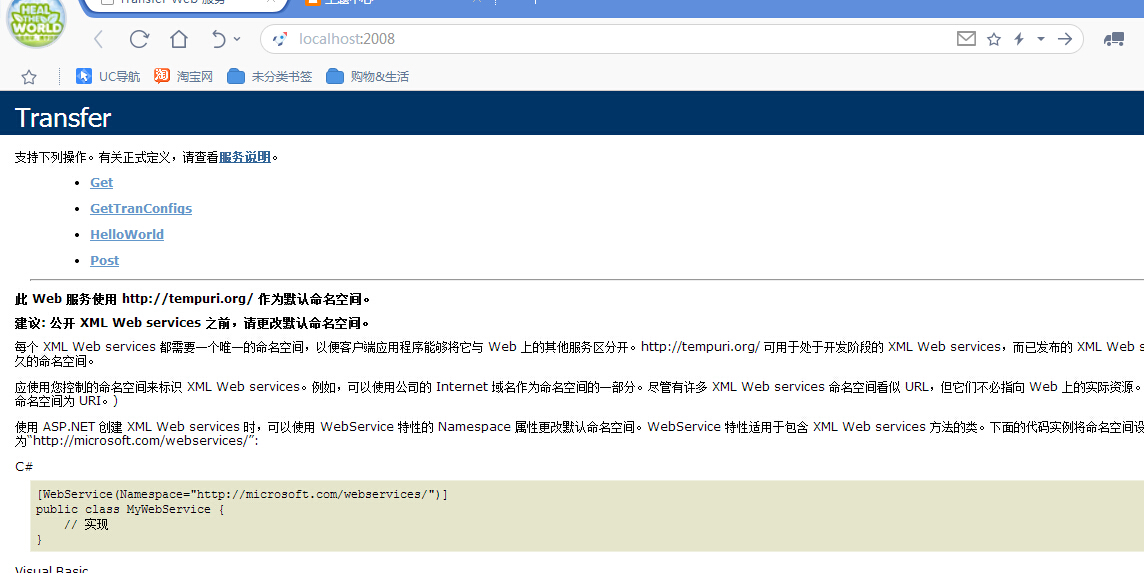 HEAL
THE
WORLD
Transfer Web 服务
主题中心
localhost:2008
UC导航
淘
淘宝网
未分类书签
购物&生活
Transfer
支持下列操作。有关正式定义，请查看服务说明。
Get
GetTranConfigs
HelloWorld
Post
此 Web 服务使用 http://tempuri.org/ 作为默认命名空间。
建议: 公开 XML Web services 之前，请更改默认命名空间。
每个 XML Web services 都需要一个唯一的命名空间，以便客户端应用程序能够将它与 Web 上的其他服务区分开。http://tempuri.org/ 可用于处于开发阶段的 XML Web services，而已发布的 XML Web s
久的命名空间。
应使用您控制的命名空间来标识 XML Web services。例如，可以使用公司的 Internet 域名作为命名空间的一部分。尽管有许多 XML Web services 命名空间看似 URL，但它们不必指向 Web 上的实际资源。
命名空间为 URI。)
使用 ASP.NET 创建 XML Web services 时，可以使用 WebService 特性的 Namespace 属性更改默认命名空间。WebService 特性适用于包含 XML Web services 方法的类。下面的代码实例将命名空间设
为“http://microsoft.com/webservices/”:
C#
[WebService(Namespace="http://microsoft.com/webservices/")]
public class MyWebService {
// 实现
}
Visual Basic